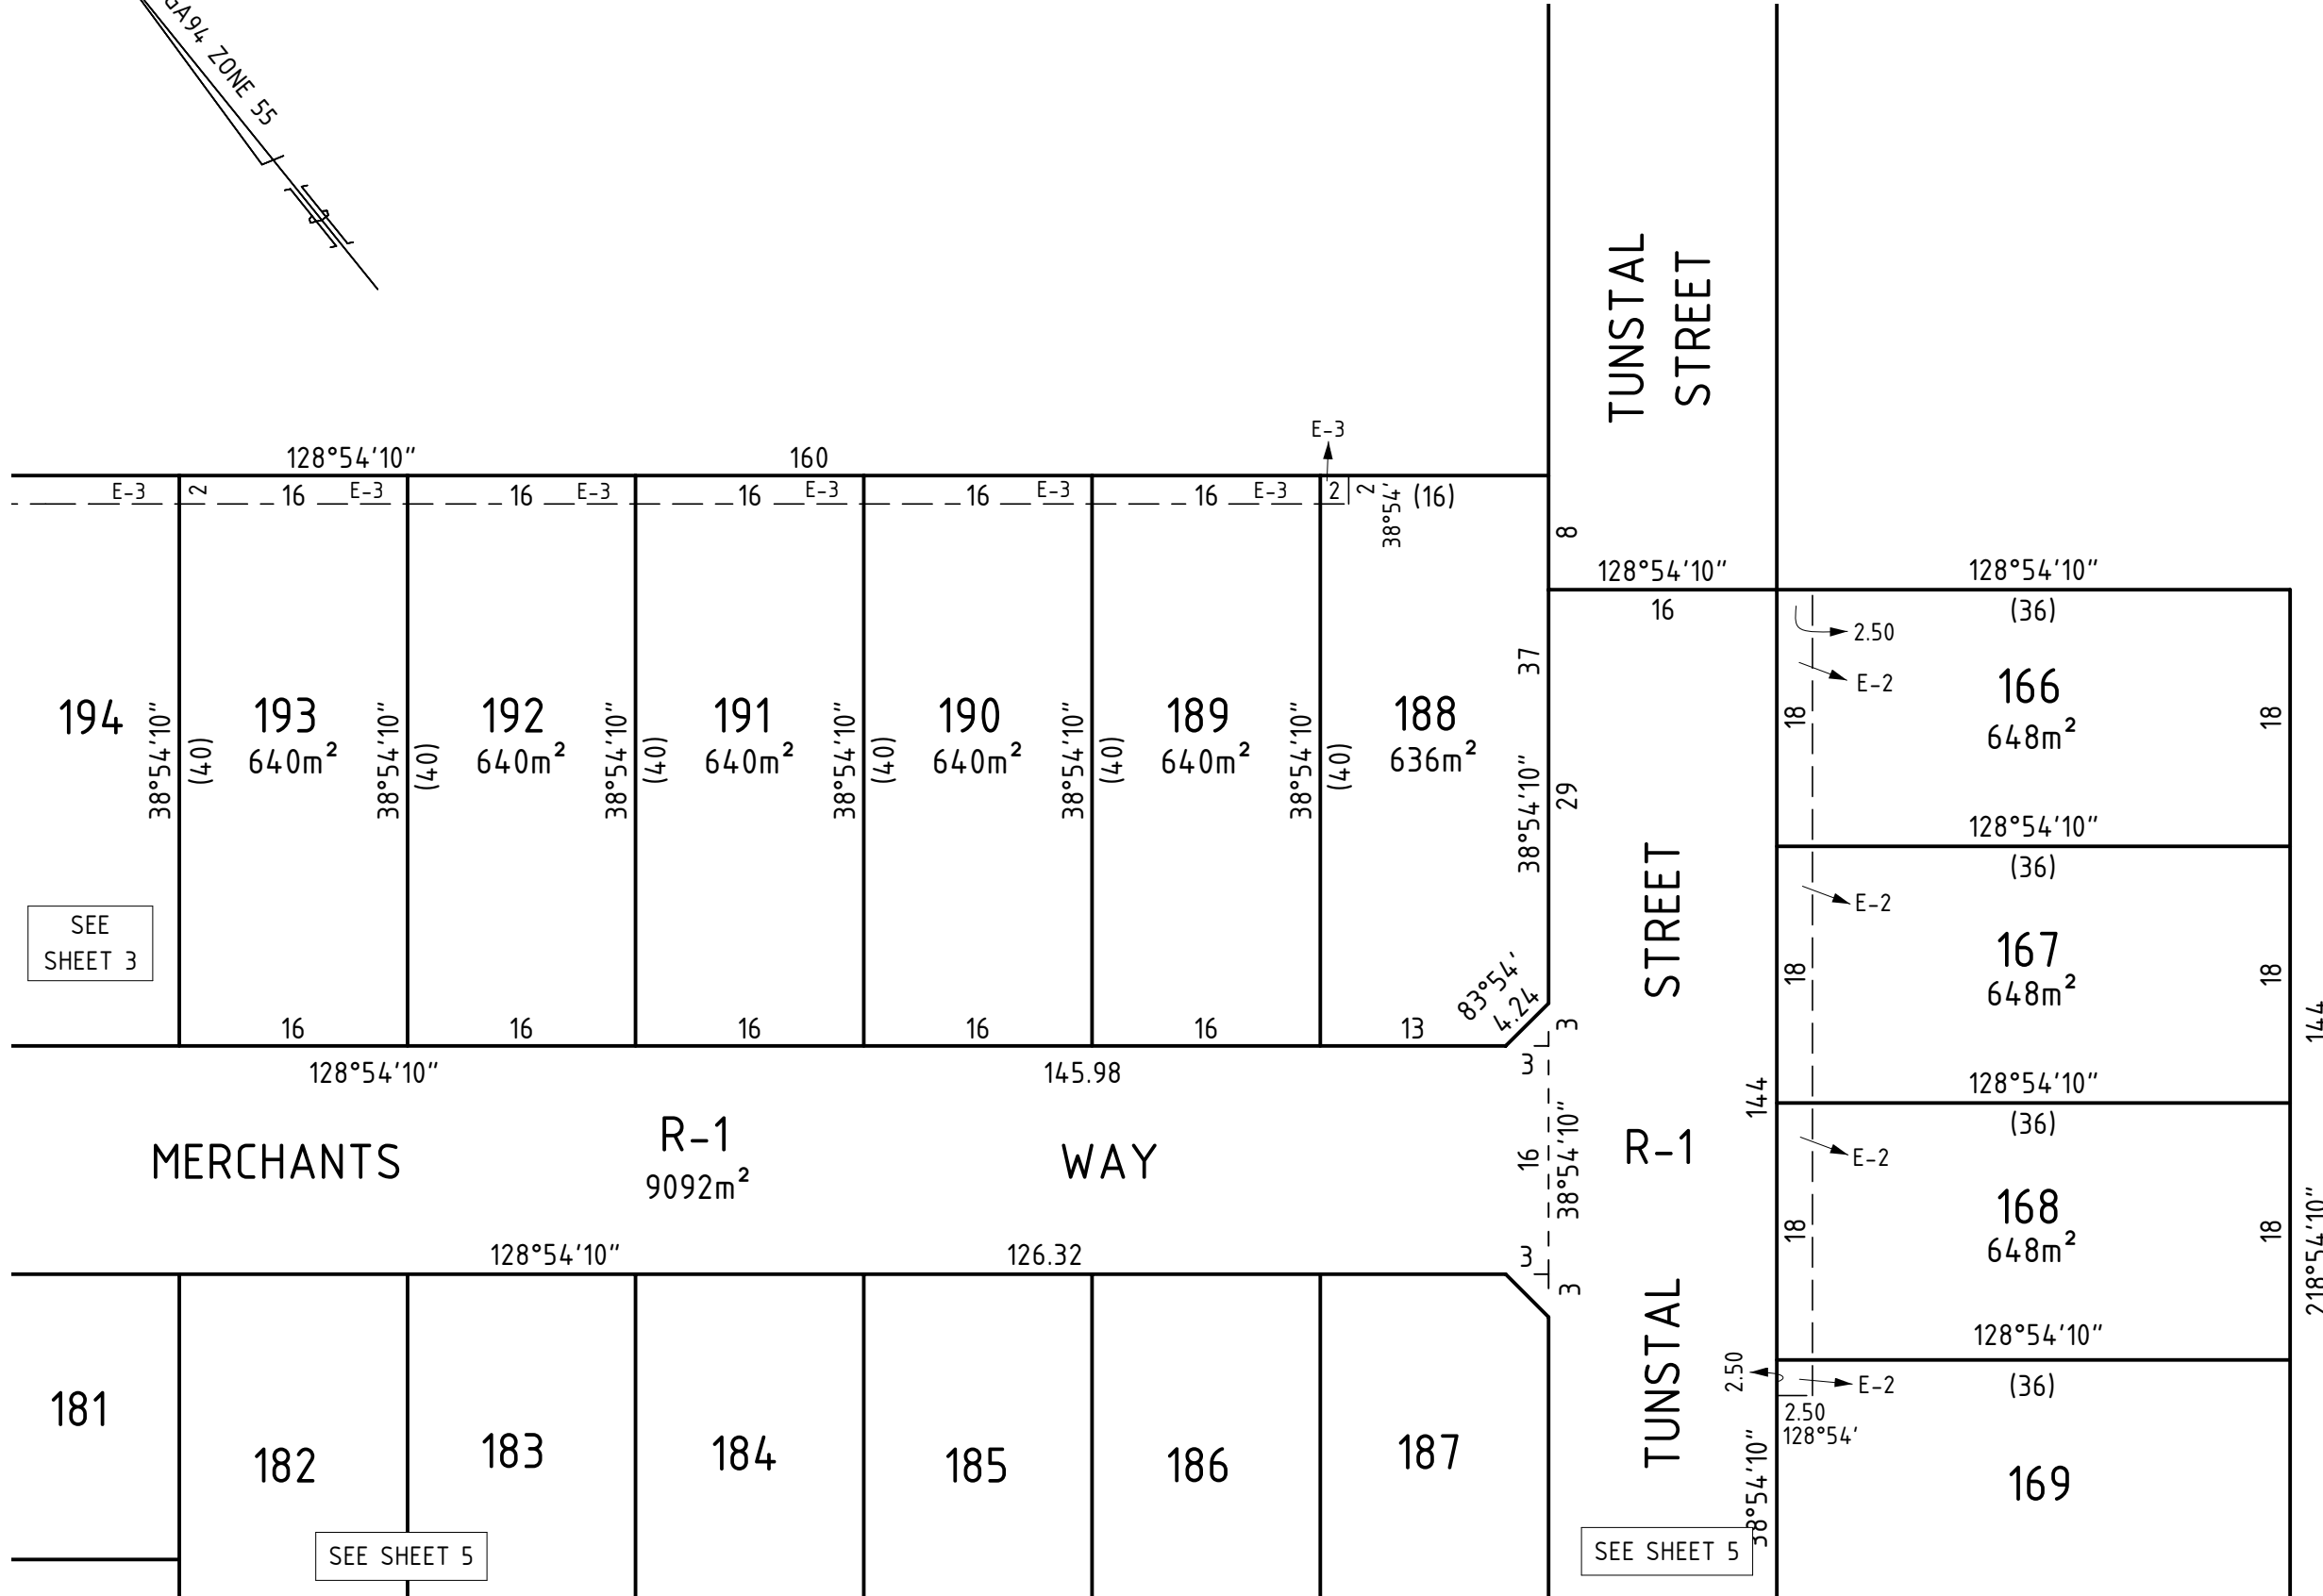 GA94 ZONE 55
TUNSTAL
STREET
E-3
128°54'10"
160
E-3
2
16
E-3
16
E-3
16
E-3
16
E-3
16
E-3
2
2
38°54'
(16)
8
128°54'10"
16
128°54'10"
(36)
2.50
E-2
37
194
38°54'10"
(40)
193
640m²
38°54'10"
(40)
192
640m²
38°54'10"
(40)
191
640m²
38°54'10"
(40)
190
640m²
38°54'10"
(40)
189
640m²
38°54'10"
(40)
188
636m²
38°54'10"
29
18
166
648m²
18
128°54'10"
(36)
E-2
STREET
SEE
SHEET 3
18
167
648m²
18
83°54'
4.24
16
16
16
16
16
13
3
3
144
128°54'10"
145.98
144
128°54'10"
(36)
E-2
MERCHANTS
R-1
9092m²
WAY
16
38°54'10"
R-1
18
168
648m²
18
218°54'10"
128°54'10"
126.32
3
3
TUNSTAL
128°54'10"
2.50
E-2
(36)
2.50
128°54'
181
182
183
184
185
186
187
38°54'10"
169
SEE SHEET 5
SEE SHEET 5